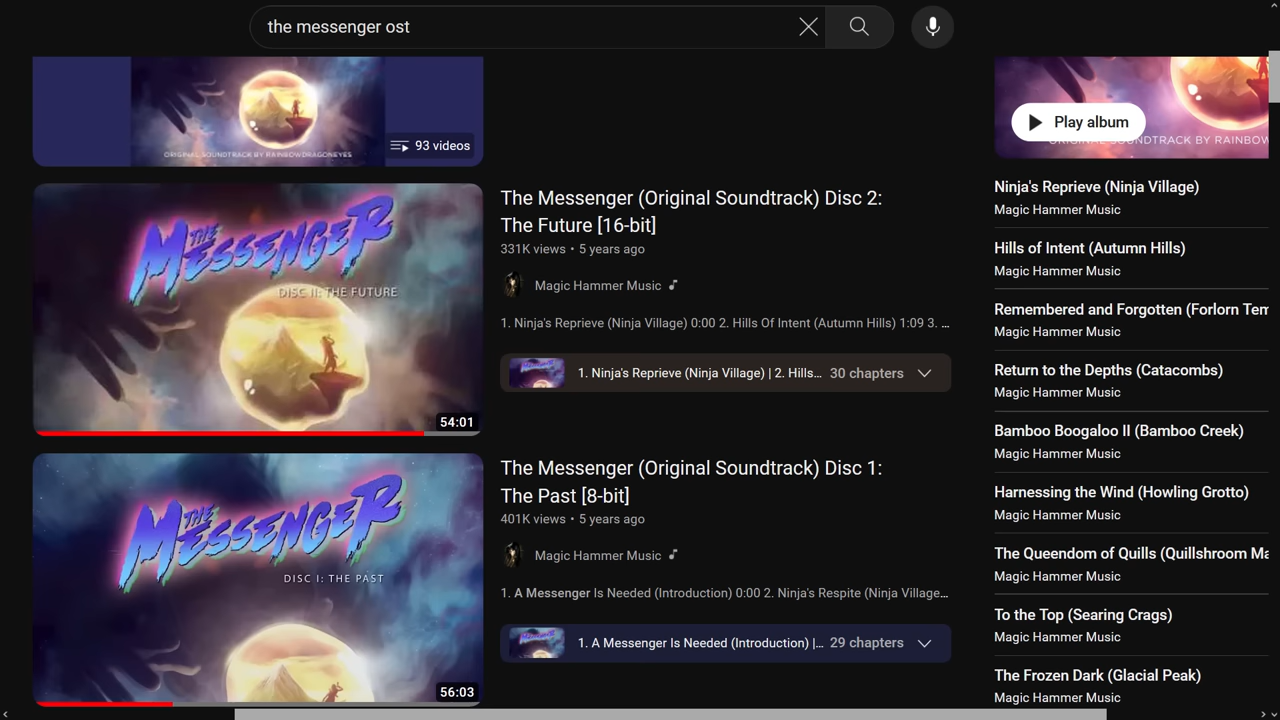 the messenger ost
ORIGINAL SOUNDTRACK BY RAINBOWDRAGONEYES
93 videos
THE MESSENGER
DISC II: THE FUTURE
54:01
The Messenger (Original Soundtrack) Disc 2:
The Future [16-bit]
331K views • 5 years ago
Magic Hammer Music
1. Ninja's Reprieve (Ninja Village) 0:00 2. Hills Of Intent (Autumn Hills) 1:09 3. ...
1. Ninja's Reprieve (Ninja Village) | 2. Hills... 30 chapters
THE MESSENGER
DISC I: THE PAST
56:03
The Messenger (Original Soundtrack) Disc 1:
The Past [8-bit]
401K views • 5 years ago
Magic Hammer Music
1. A Messenger Is Needed (Introduction) 0:00 2. Ninja's Respite (Ninja Village...
1. A Messenger Is Needed (Introduction) |... 29 chapters
Play album
SOUNDTRACK BY RAINBOW
Ninja's Reprieve (Ninja Village)
Magic Hammer Music
Hills of Intent (Autumn Hills)
Magic Hammer Music
Remembered and Forgotten (Forlorn Tem
Magic Hammer Music
Return to the Depths (Catacombs)
Magic Hammer Music
Bamboo Boogaloo II (Bamboo Creek)
Magic Hammer Music
Harnessing the Wind (Howling Grotto)
Magic Hammer Music
The Queendom of Quills (Quillshroom Ma
Magic Hammer Music
To the Top (Searing Crags)
Magic Hammer Music
The Frozen Dark (Glacial Peak)
Magic Hammer Music